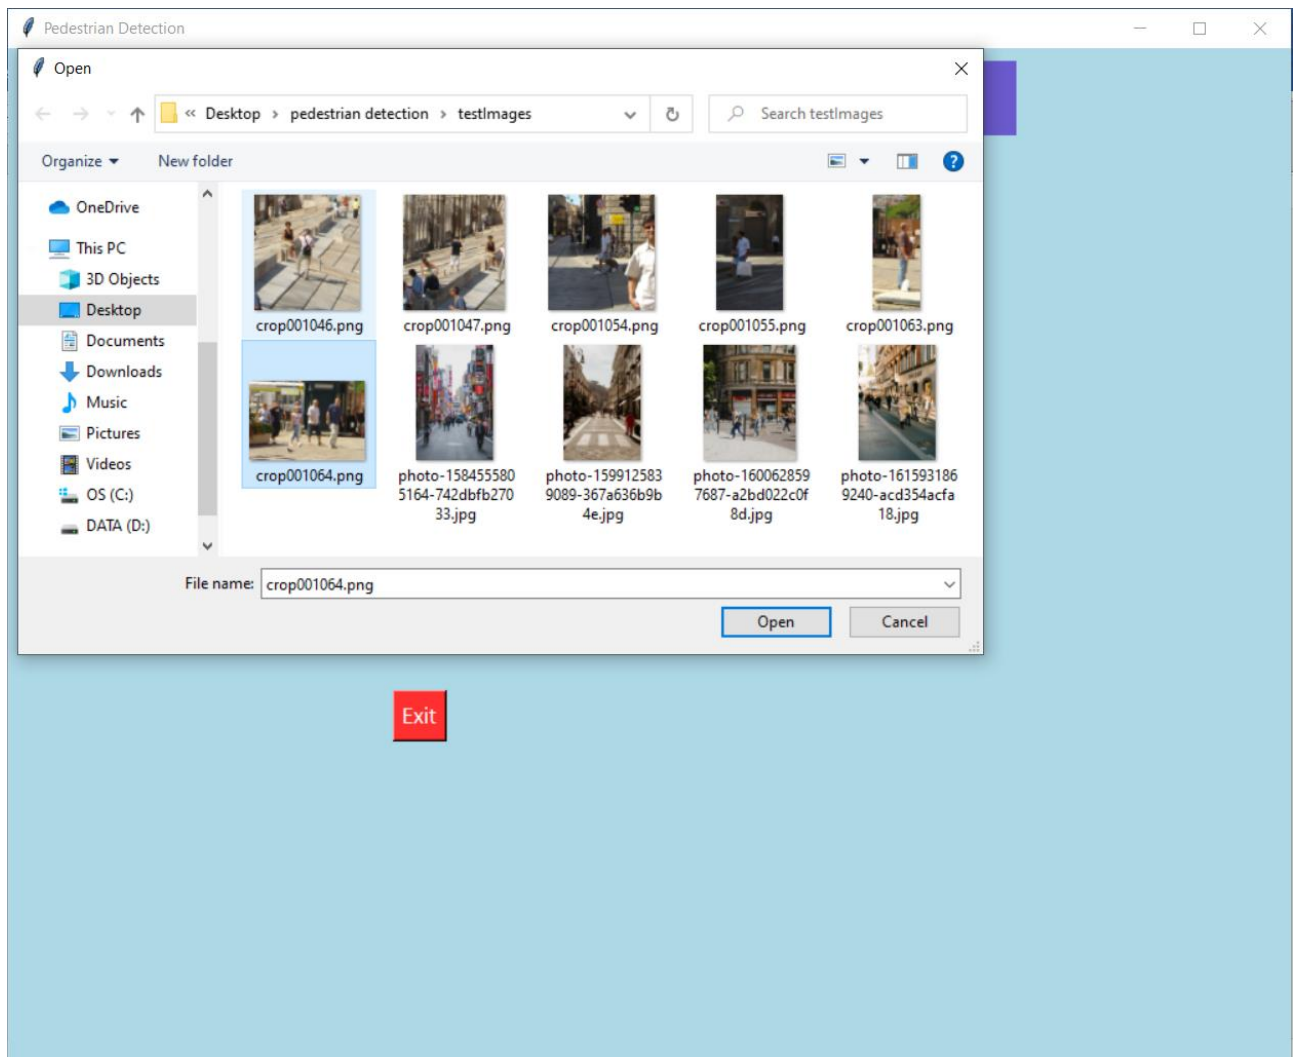 Pedestrian Detection
Open
« Desktop > pedestrian detection > testImages
Search testImages
Organize
New folder
OneDrive
This PC
3D Objects
Desktop
Documents
Downloads
Music
Pictures
Videos
OS (C:)
DATA (D:)
crop001046.png
crop001047.png
crop001054.png
crop001055.png
crop001063.png
crop001064.png
photo-158455580
5164-742dbfb270
33.jpg
photo-159912583
9089-367a636b9b
4e.jpg
photo-160062859
7687-a2bd022c0f
8d.jpg
photo-161593186
9240-acd354acfa
18.jpg
File name: crop001064.png
Open
Cancel
Exit